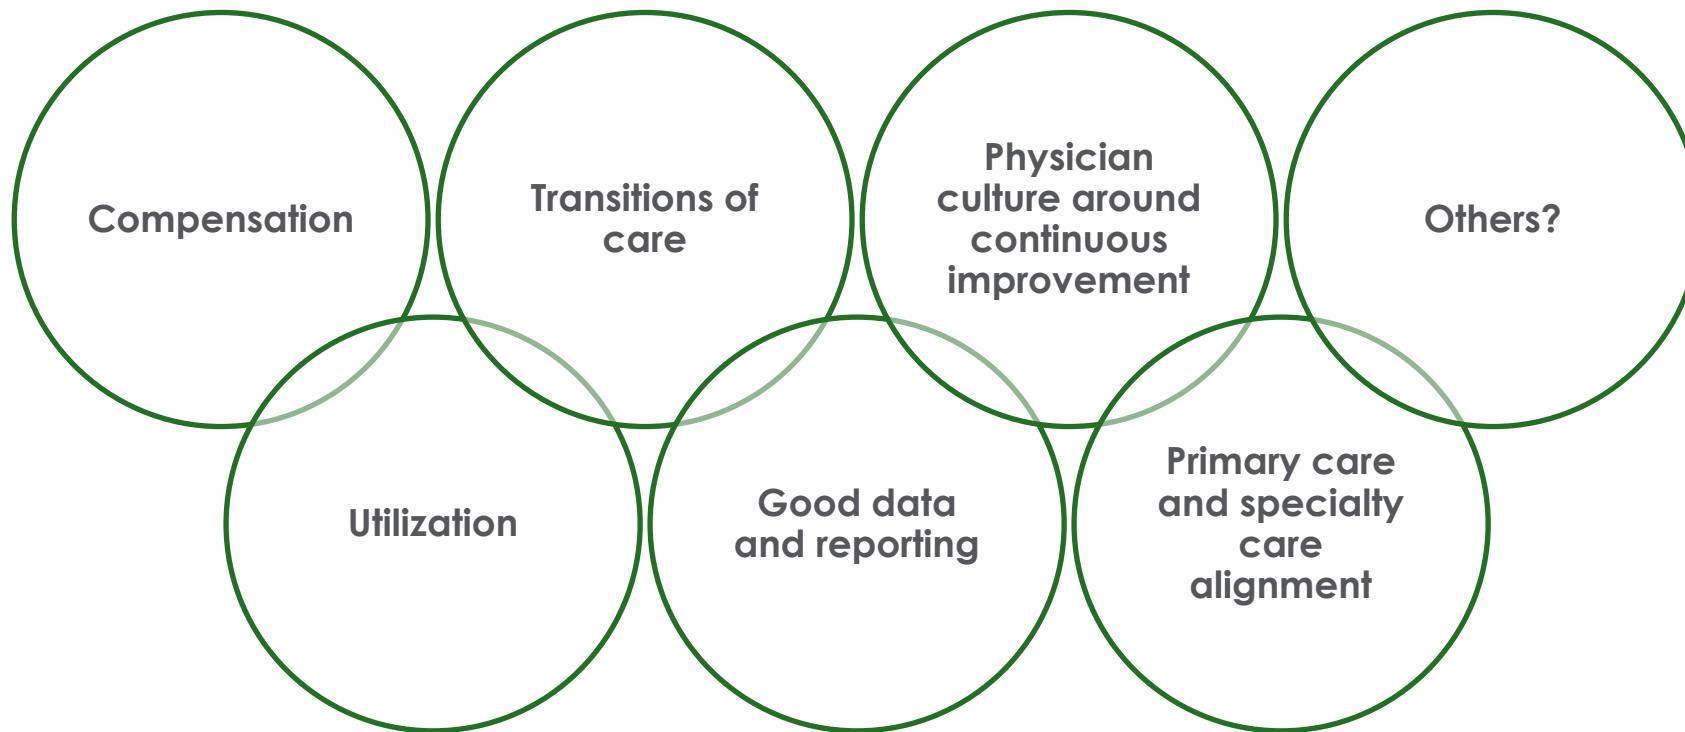 Compensation
Transitions of
care
Physician
culture around
continuous
improvement
Others?
Utilization
Good data
and reporting
Primary care
and specialty
care
alignment